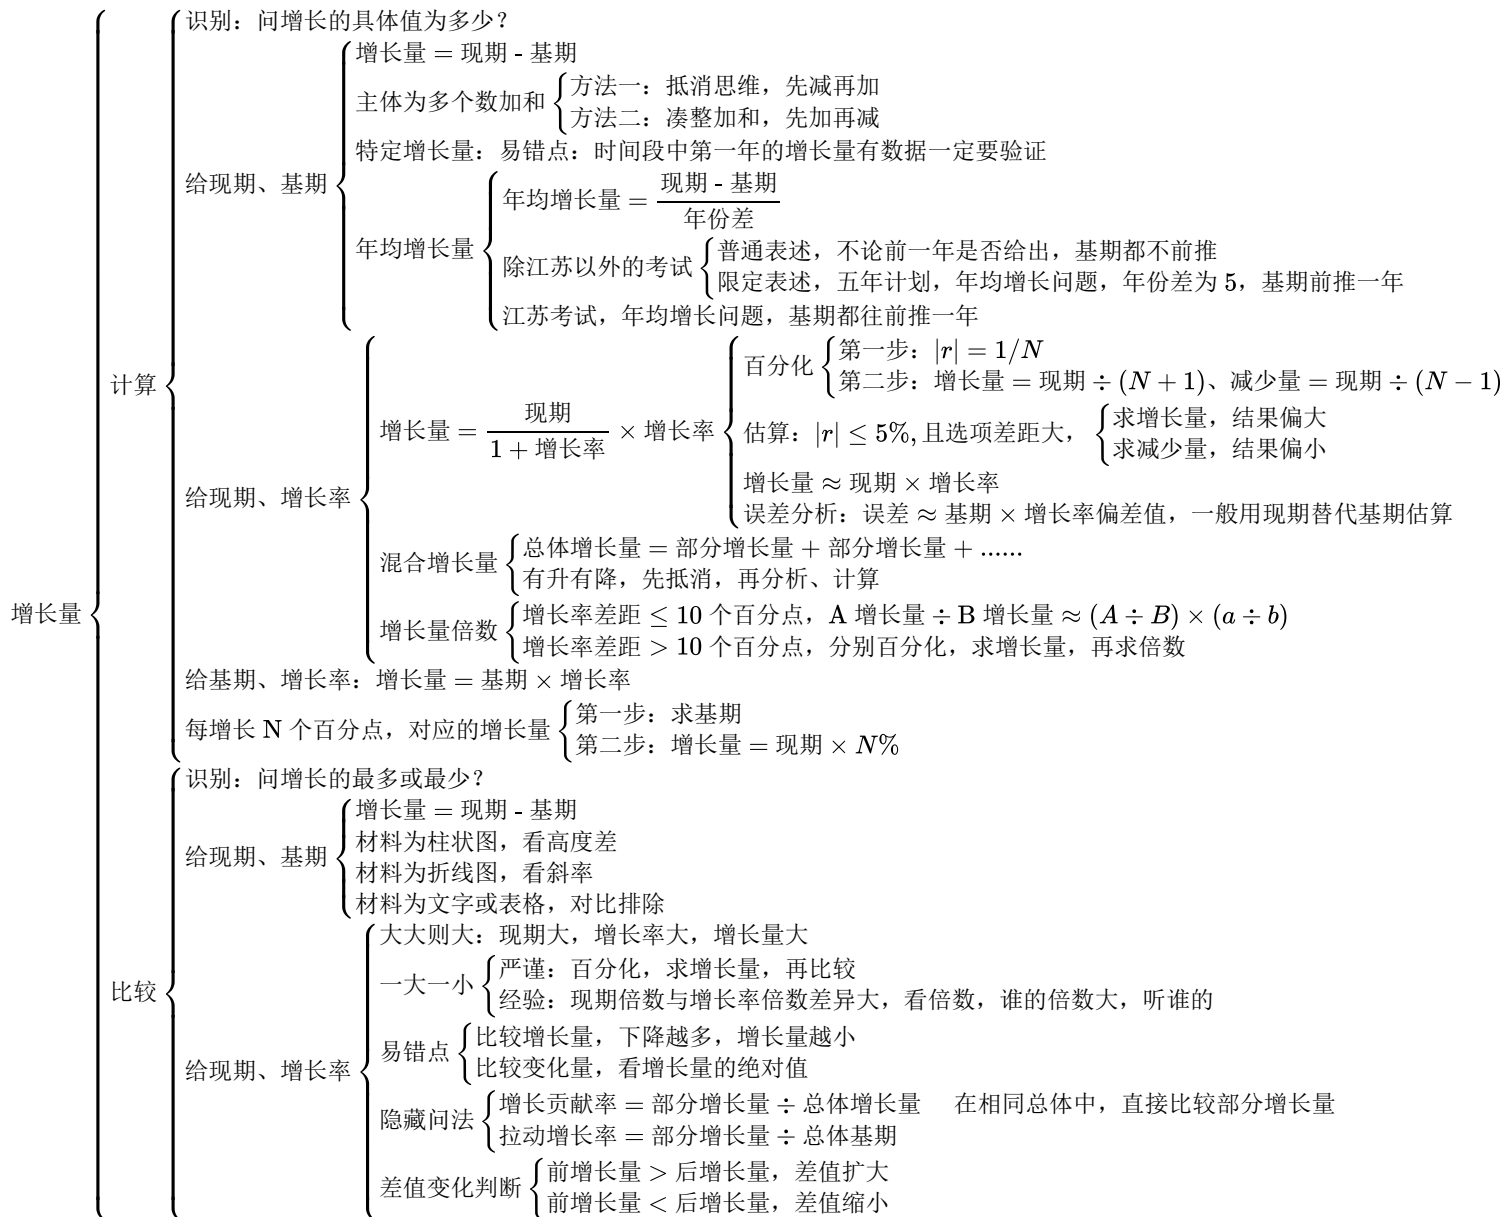 增长量
计算
识别：问增长的具体值为多少？
给现期、基期
增长量 = 现期 - 基期
主体为多个数加和
方法一：抵消思维，先减再加
方法二：凑整加和，先加再减
特定增长量：易错点：时间段中第一年的增长量有数据一定要验证
年均增长量
年均增长量 = 现期 - 基期 / 年份差
除江苏以外的考试
普通表述，不论前一年是否给出，基期都不前推
限定表述，五年计划，年均增长问题，年份差为 5，基期前推一年
江苏考试，年均增长问题，基期都往前推一年
给现期、增长率
增长量 = 现期 / 1 + 增长率 × 增长率
百分化
第一步：|r| = 1/N
第二步：增长量 = 现期 ÷ (N + 1)、减少量 = 现期 ÷ (N − 1)
估算：|r| ≤ 5%, 且选项差距大，
求增长量，结果偏大
求减少量，结果偏小
增长量 ≈ 现期 × 增长率
误差分析：误差 ≈ 基期 × 增长率偏差值，一般用现期替代基期估算
混合增长量
总体增长量 = 部分增长量 + 部分增长量 + ......
有升有降，先抵消，再分析、计算
增长量倍数
增长率差距 ≤ 10 个百分点，A 增长量 ÷ B 增长量 ≈ (A ÷ B) × (a ÷ b)
增长率差距 > 10 个百分点，分别百分化，求增长量，再求倍数
给基期、增长率：增长量 = 基期 × 增长率
每增长 N 个百分点，对应的增长量
第一步：求基期
第二步：增长量 = 现期 × N%
比较
识别：问增长的最多或最少？
给现期、基期
增长量 = 现期 - 基期
材料为柱状图，看高度差
材料为折线图，看斜率
材料为文字或表格，对比排除
给现期、增长率
大大则大：现期大，增长率大，增长量大
一大一小
严谨：百分化，求增长量，再比较
经验：现期倍数与增长率倍数差异大，看倍数，谁的倍数大，听谁的
易错点
比较增长量，下降越多，增长量越小
比较变化量，看增长量的绝对值
隐藏问法
增长贡献率 = 部分增长量 ÷ 总体增长量 在相同总体中，直接比较部分增长量
拉动增长率 = 部分增长量 ÷ 总体基期
差值变化判断
前增长量 > 后增长量，差值扩大
前增长量 < 后增长量，差值缩小